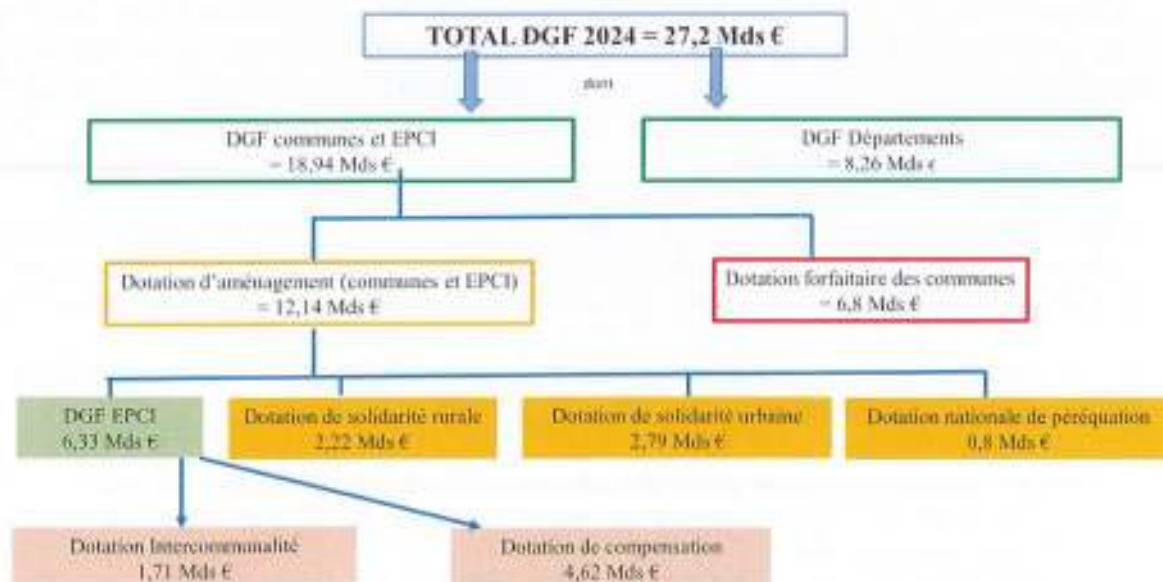 TOTAL DGF 2024 = 27,2 Mds €
dont
DGF communes et EPCI
= 18,94 Mds €
DGF Départements
= 8,26 Mds €
Dotation d'aménagement (communes et EPCI)
= 12,14 Mds €
Dotation forfaitaire des communes
= 6,8 Mds €
DGF EPCI
6,33 Mds €
Dotation de solidarité rurale
2,22 Mds €
Dotation de solidarité urbaine
2,79 Mds €
Dotation nationale de péréquation
0,8 Mds €
Dotation Intercommunalité
1,71 Mds €
Dotation de compensation
4,62 Mds €